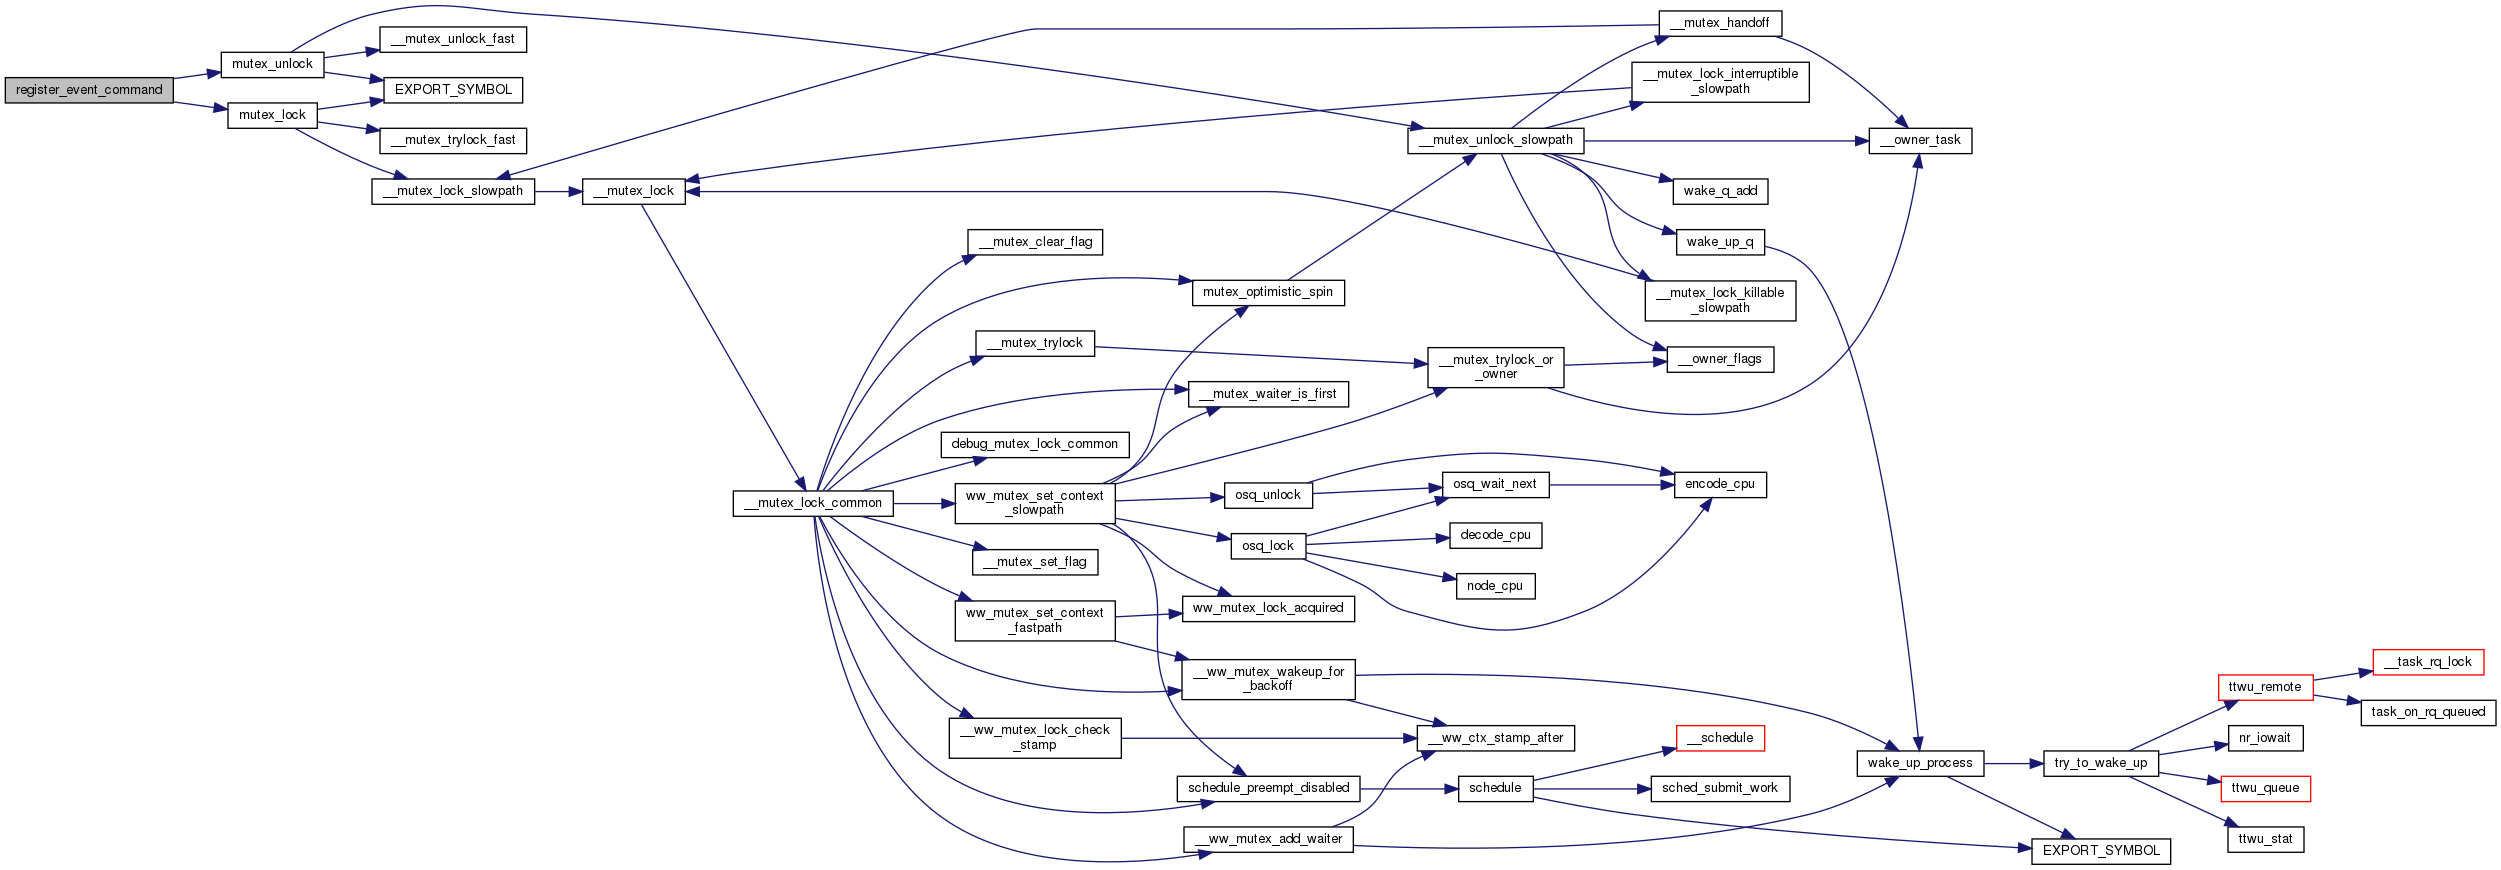 register_event_command
mutex_unlock
mutex_lock
__mutex_unlock_fast
EXPORT_SYMBOL
__mutex_trylock_fast
__mutex_lock_slowpath
__mutex_lock
__mutex_lock_common
__mutex_clear_flag
__mutex_trylock
debug_mutex_lock_common
ww_mutex_set_context
_slowpath
__mutex_set_flag
ww_mutex_set_context
_fastpath
__ww_mutex_lock_check
_stamp
mutex_optimistic_spin
__mutex_waiter_is_first
osq_unlock
osq_lock
ww_mutex_lock_acquired
__ww_mutex_wakeup_for
_backoff
schedule_preempt_disabled
__ww_mutex_add_waiter
__mutex_unlock_slowpath
__mutex_trylock_or
_owner
osq_wait_next
decode_cpu
node_cpu
__ww_ctx_stamp_after
schedule
__mutex_handoff
__mutex_lock_interruptible
_slowpath
wake_q_add
wake_up_q
__mutex_lock_killable
_slowpath
__owner_flags
encode_cpu
__schedule
sched_submit_work
__owner_task
wake_up_process
try_to_wake_up
EXPORT_SYMBOL
ttwu_remote
nr_iowait
ttwu_queue
ttwu_stat
__task_rq_lock
task_on_rq_queued